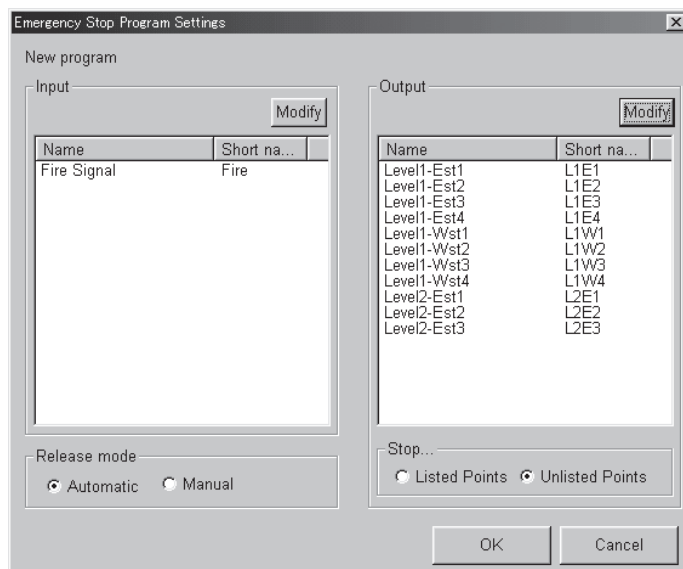 Emergency Stop Program Settings
New program
Input
Modify
Name Short na...
Fire Signal Fire
Release mode
Automatic Manual
Output
Modify
Name Short na...
Level1-Est1 L1E1
Level1-Est2 L1E2
Level1-Est3 L1E3
Level1-Est4 L1E4
Level1-Wst1 L1W1
Level1-Wst2 L1W2
Level1-Wst3 L1W3
Level1-Wst4 L1W4
Level2-Est1 L2E1
Level2-Est2 L2E2
Level2-Est3 L2E3
Stop...
Listed Points Unlisted Points
OK Cancel